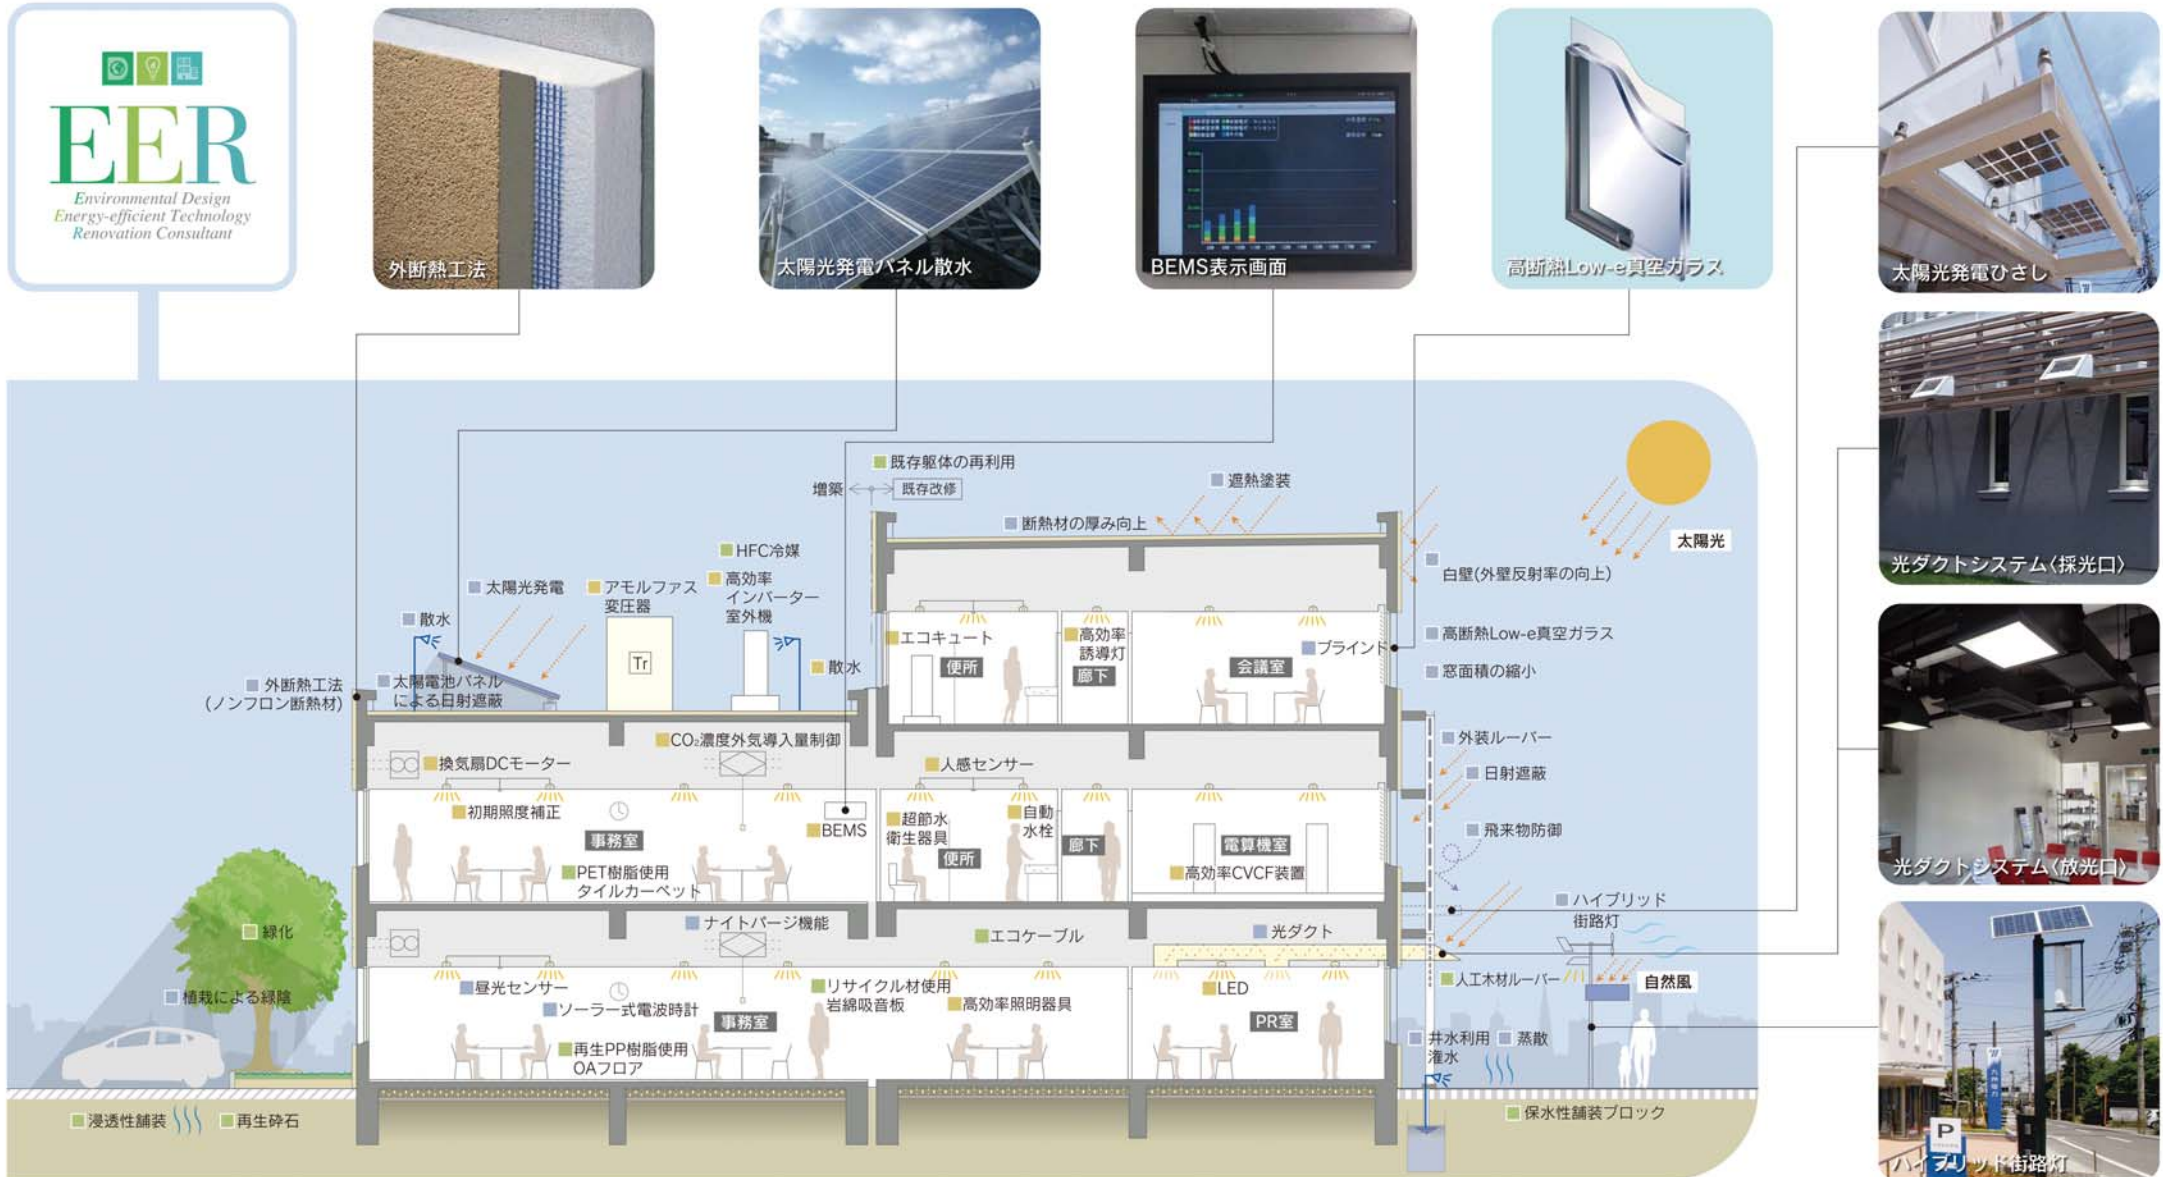 EER
Environmental Design
Energy-efficient Technology
Renovation Consultant
外断熱工法
太陽光発電パネル散水
BEMS表示画面
高断熱Low-e真空ガラス
太陽光発電ひさし
光ダクトシステム〈採光口〉
光ダクトシステム〈放光口〉
ハイブリッド街路灯
P
九州電力
既存躯体の再利用
増築
既存改修
遮熱塗装
断熱材の厚み向上
太陽光
白壁(外壁反射率の向上)
HFC冷媒
高効率
インバーター
室外機
アモルファス
変圧器
太陽光発電
散水
Tr
散水
太陽電池パネル
による日射遮蔽
外断熱工法
(ノンフロン断熱材)
エコキュート
便所
高効率
誘導灯
廊下
会議室
ブラインド
高断熱Low-e真空ガラス
窓面積の縮小
外装ルーバー
日射遮蔽
飛来物防御
CO₂濃度外気導入量制御
換気扇DCモーター
人感センサー
初期照度補正
事務室
BEMS
超節水
衛生器具
便所
自動
水栓
廊下
電算機室
高効率CVCF装置
PET樹脂使用
タイルカーペット
ハイブリッド
街路灯
緑化
植栽による緑陰
ナイトパージ機能
エコケーブル
光ダクト
人工木材ルーバー
自然風
昼光センサー
ソーラー式電波時計
事務室
リサイクル材使用
岩綿吸音板
高効率照明器具
LED
PR室
再生PP樹脂使用
OAフロア
井水利用
潅水
蒸散
浸透性舗装
再生砕石
保水性舗装ブロック